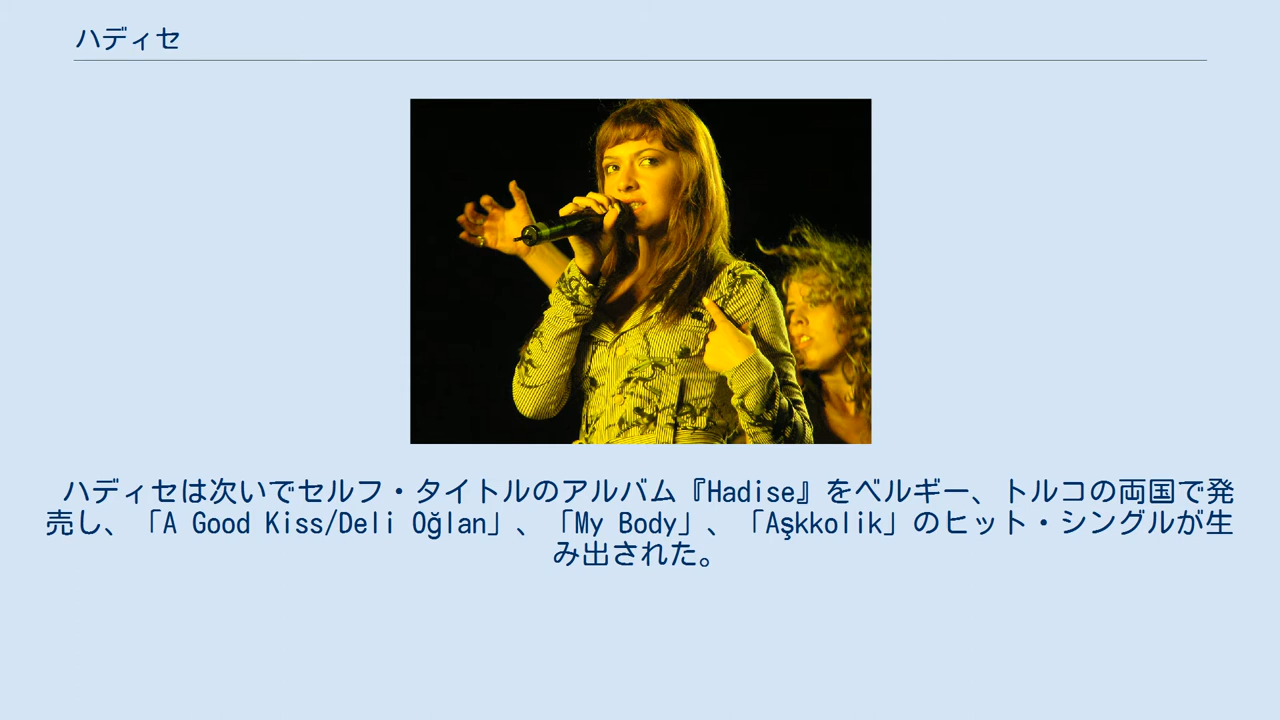 ハディセ
ハディセは次いでセルフ・タイトルのアルバム『Hadise』をベルギー、トルコの両国で発
売し、「A Good Kiss/Deli Oğlan」、「My Body」、「Aşkkolik」のヒット・シングルが生
み出された。